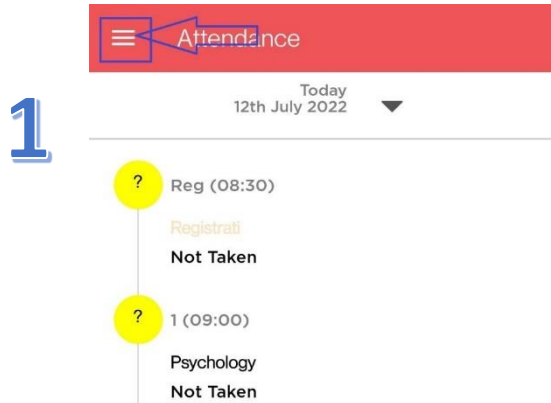 Attendance
Today
12th July 2022
1
?
Reg (08:30)
Registrati
Not Taken
?
1 (09:00)
Psychology
Not Taken